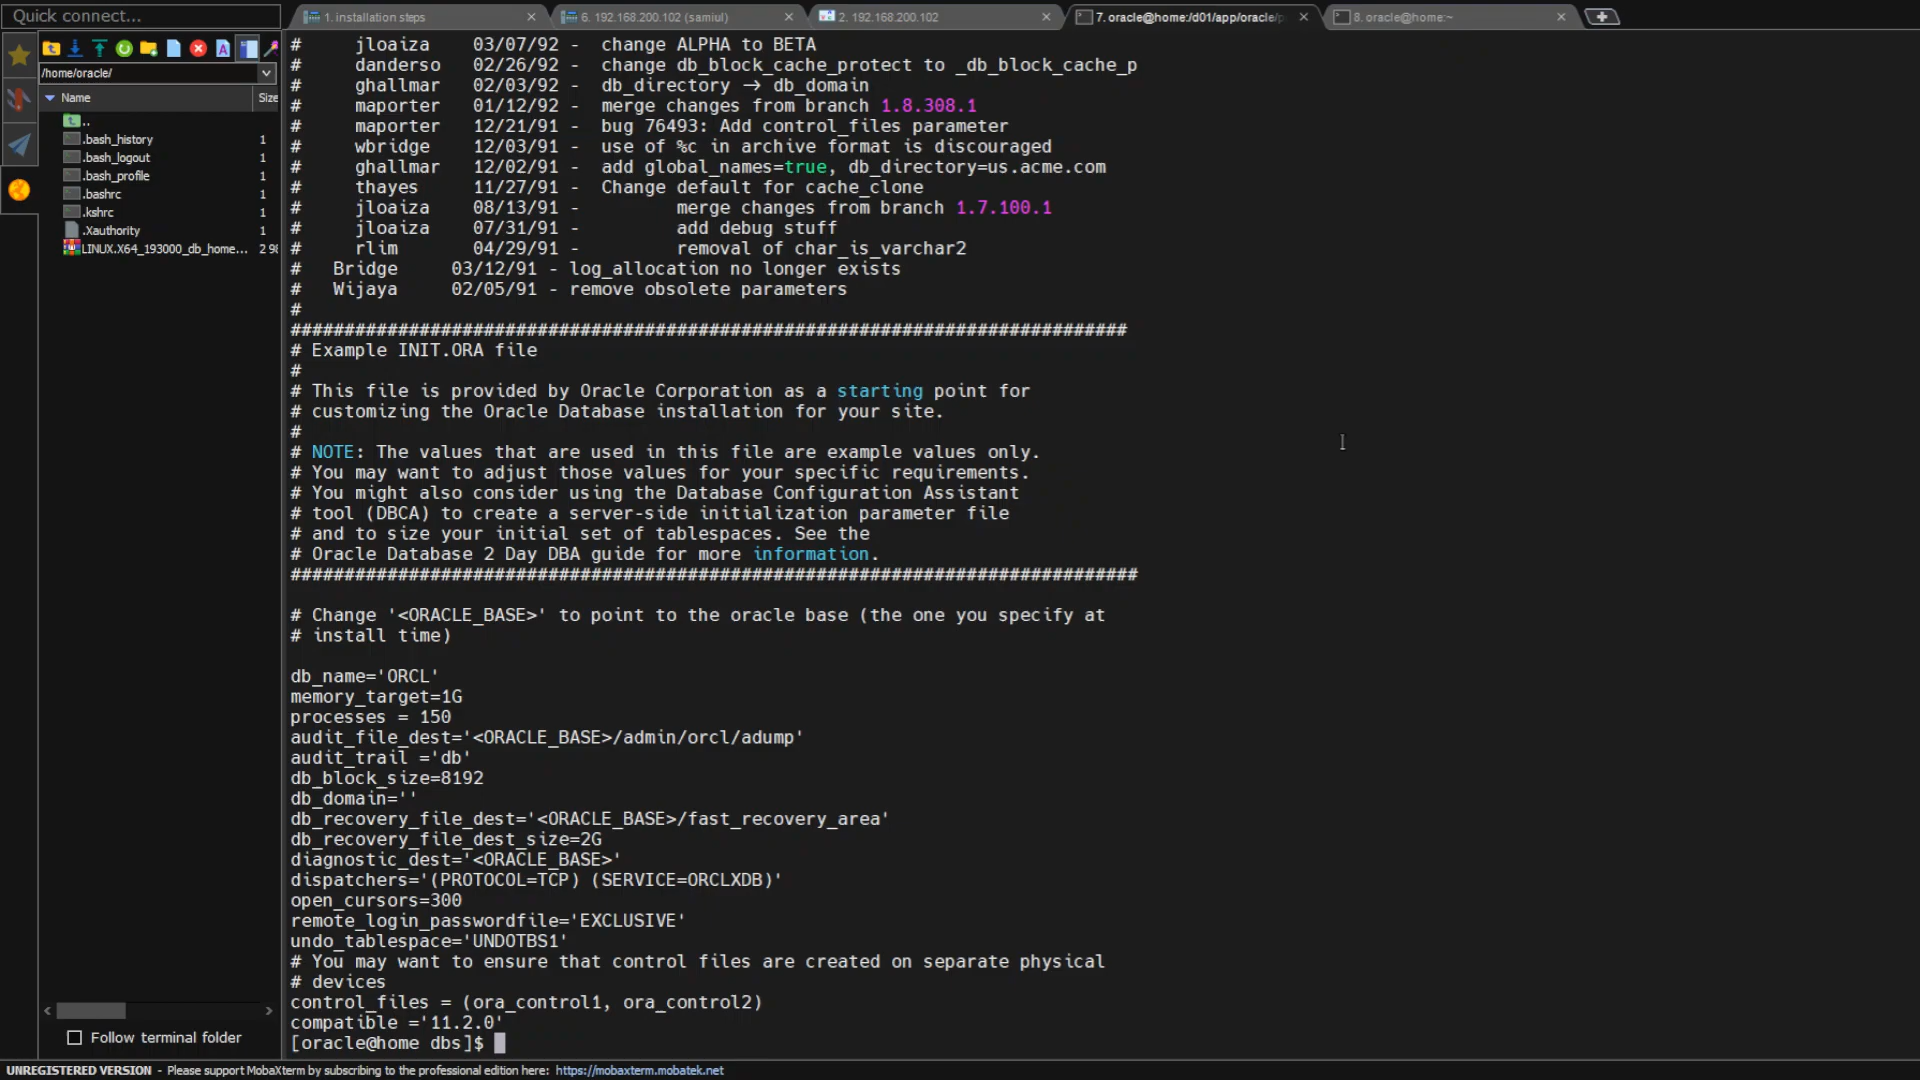 Quick connect...
1. installation steps
6. 192.168.200.102 (samiul)
2. 192.168.200.102
7. oracle@home:/d01/app/oracle/p
8. oracle@home:~
/home/oracle/
Name Size
..
.bash_history 1
.bash_logout 1
.bash_profile 1
.bashrc 1
.kshrc 1
.Xauthority 1
LINUX.X64_193000_db_home... 2 98
Follow terminal folder
# jloaiza 03/07/92 - change ALPHA to BETA
# danderso 02/26/92 - change db_block_cache_protect to _db_block_cache_p
# ghallmar 02/03/92 - db_directory -> db_domain
# maporter 01/12/92 - merge changes from branch 1.8.308.1
# maporter 12/21/91 - bug 76493: Add control_files parameter
# wbridge 12/03/91 - use of %c in archive format is discouraged
# ghallmar 12/02/91 - add global_names=true, db_directory=us.acme.com
# thayes 11/27/91 - Change default for cache_clone
# jloaiza 08/13/91 - merge changes from branch 1.7.100.1
# jloaiza 07/31/91 - add debug stuff
# rlim 04/29/91 - removal of char_is_varchar2
# Bridge 03/12/91 - log_allocation no longer exists
# Wijaya 02/05/91 - remove obsolete parameters
#
##############################################################################
# Example INIT.ORA file
#
# This file is provided by Oracle Corporation as a starting point for
# customizing the Oracle Database installation for your site.
#
# NOTE: The values that are used in this file are example values only.
# You may want to adjust those values for your specific requirements.
# You might also consider using the Database Configuration Assistant
# tool (DBCA) to create a server-side initialization parameter file
# and to size your initial set of tablespaces. See the
# Oracle Database 2 Day DBA guide for more information.
###############################################################################
# Change '<ORACLE_BASE>' to point to the oracle base (the one you specify at
# install time)
db_name='ORCL'
memory_target=1G
processes = 150
audit_file_dest='<ORACLE_BASE>/admin/orcl/adump'
audit_trail ='db'
db_block_size=8192
db_domain=''
db_recovery_file_dest='<ORACLE_BASE>/fast_recovery_area'
db_recovery_file_dest_size=2G
diagnostic_dest='<ORACLE_BASE>'
dispatchers='(PROTOCOL=TCP) (SERVICE=ORCLXDB)'
open_cursors=300
remote_login_passwordfile='EXCLUSIVE'
undo_tablespace='UNDOTBS1'
# You may want to ensure that control files are created on separate physical
# devices
control_files = (ora_control1, ora_control2)
compatible ='11.2.0'
[oracle@home dbs]$
UNREGISTERED VERSION - Please support MobaXterm by subscribing to the professional edition here: https://mobaxterm.mobatek.net